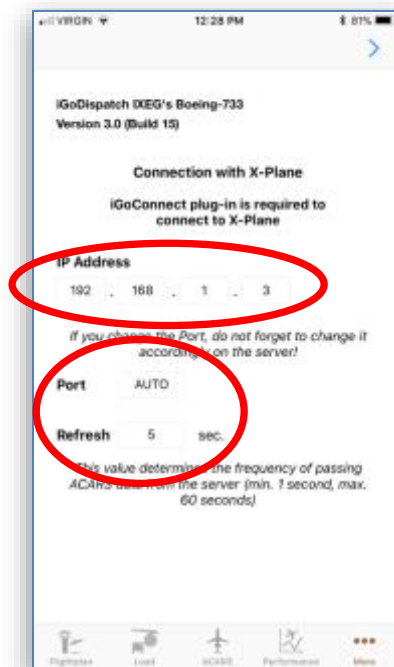 VIRGIN 12:28 PM 81%
iGoDispatch IXEG's Boeing-733
Version 3.0 (Build 15)
Connection with X-Plane
iGoConnect plug-in is required to
connect to X-Plane
IP Address
192 . 168 . 1 . 3
If you change the Port, do not forget to change it
accordingly on the server!
Port AUTO
Refresh 5 sec.
This value determines the frequency of passing
ACARS data from the server (min. 1 second, max.
60 seconds)
Flightplan Load ACARS Performance More